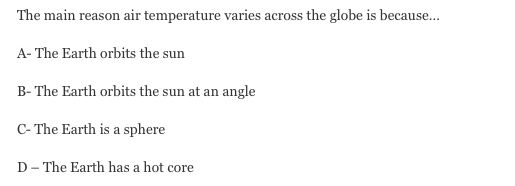 The main reason air temperature varies across the globe is because...
A- The Earth orbits the sun
B- The Earth orbits the sun at an angle
C- The Earth is a sphere
D – The Earth has a hot core